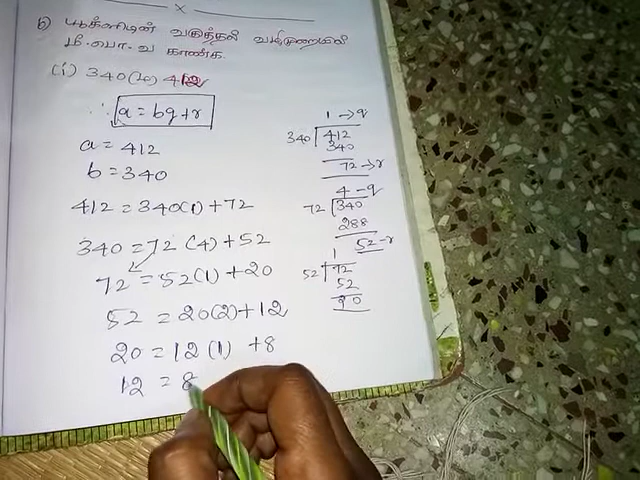 6) யூக்ளிடின் வகுத்தல் வழிமுறையில்
மீ.பொ.வ காண்க.
(i) 340 412
∴ a = bq+r
a = 412
b = 340
412 = 340(1) + 72
340 = 72 (4) + 52
72 = 52(1) + 20
52 = 20(2) + 12
20 = 12 (1) + 8
12 = 8
1 → q
340 412
340
72 → r
4 - q
72 340
288
52 - r
1
52 72
52
20